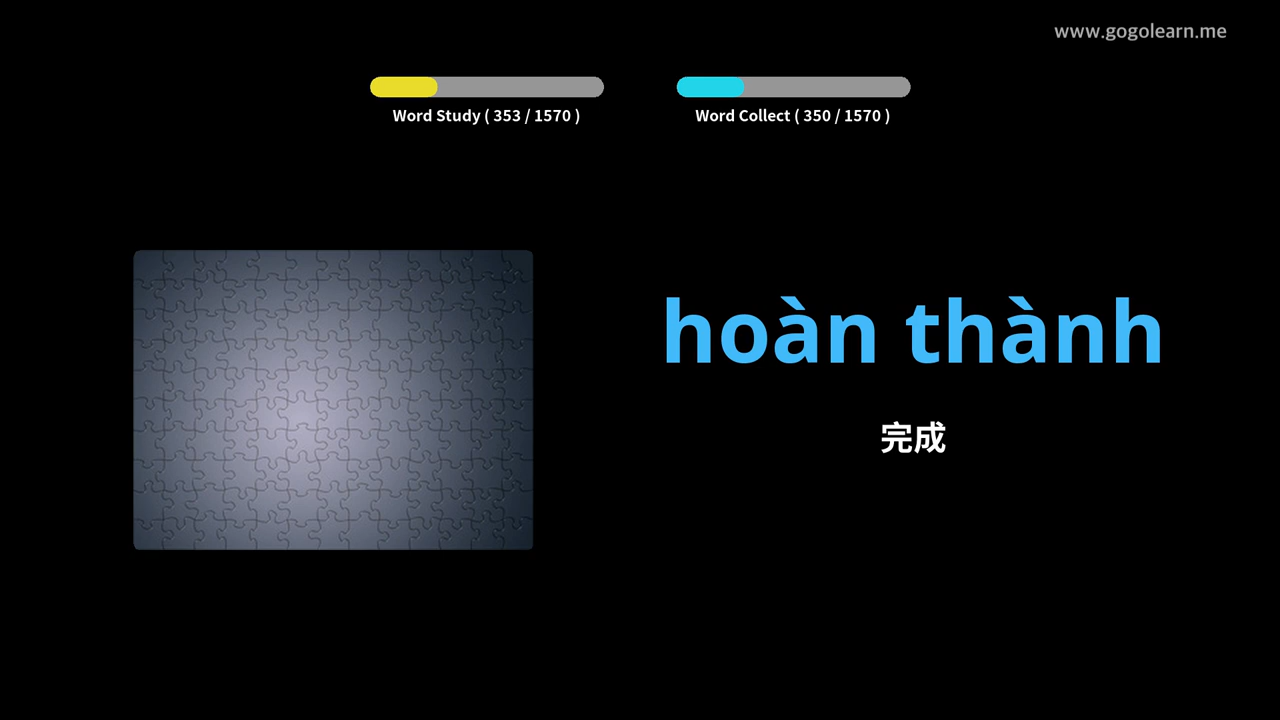 www.gogolearn.me
Word Study ( 353 / 1570 )
Word Collect ( 350 / 1570 )
hoàn thành
完成